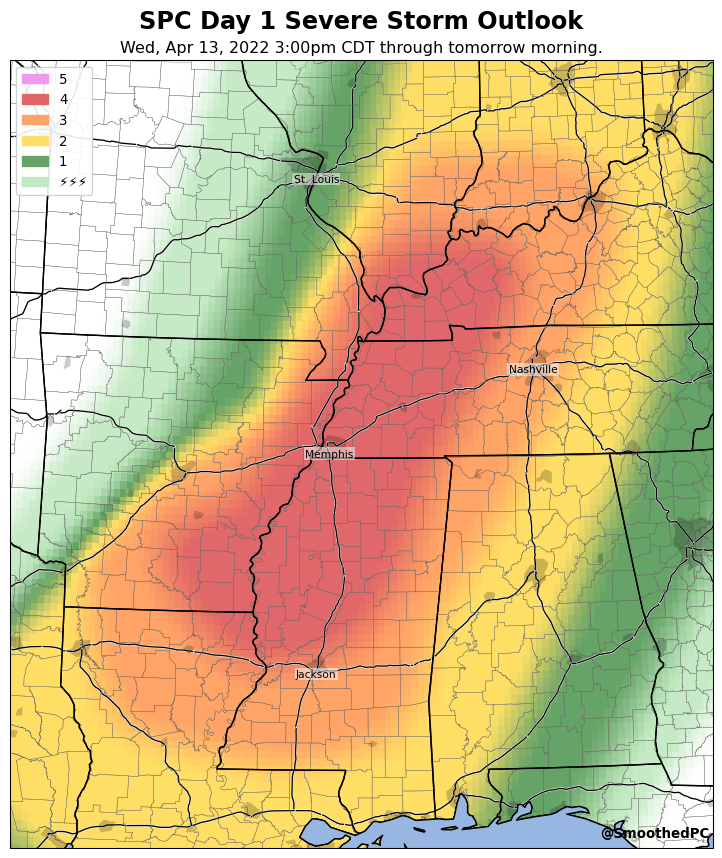 SPC Day 1 Severe Storm Outlook
Wed, Apr 13, 2022 3:00pm CDT through tomorrow morning.
5
4
3
2
1
⚡⚡⚡
St. Louis
Nashville
Memphis
Jackson
@SmoothedPC